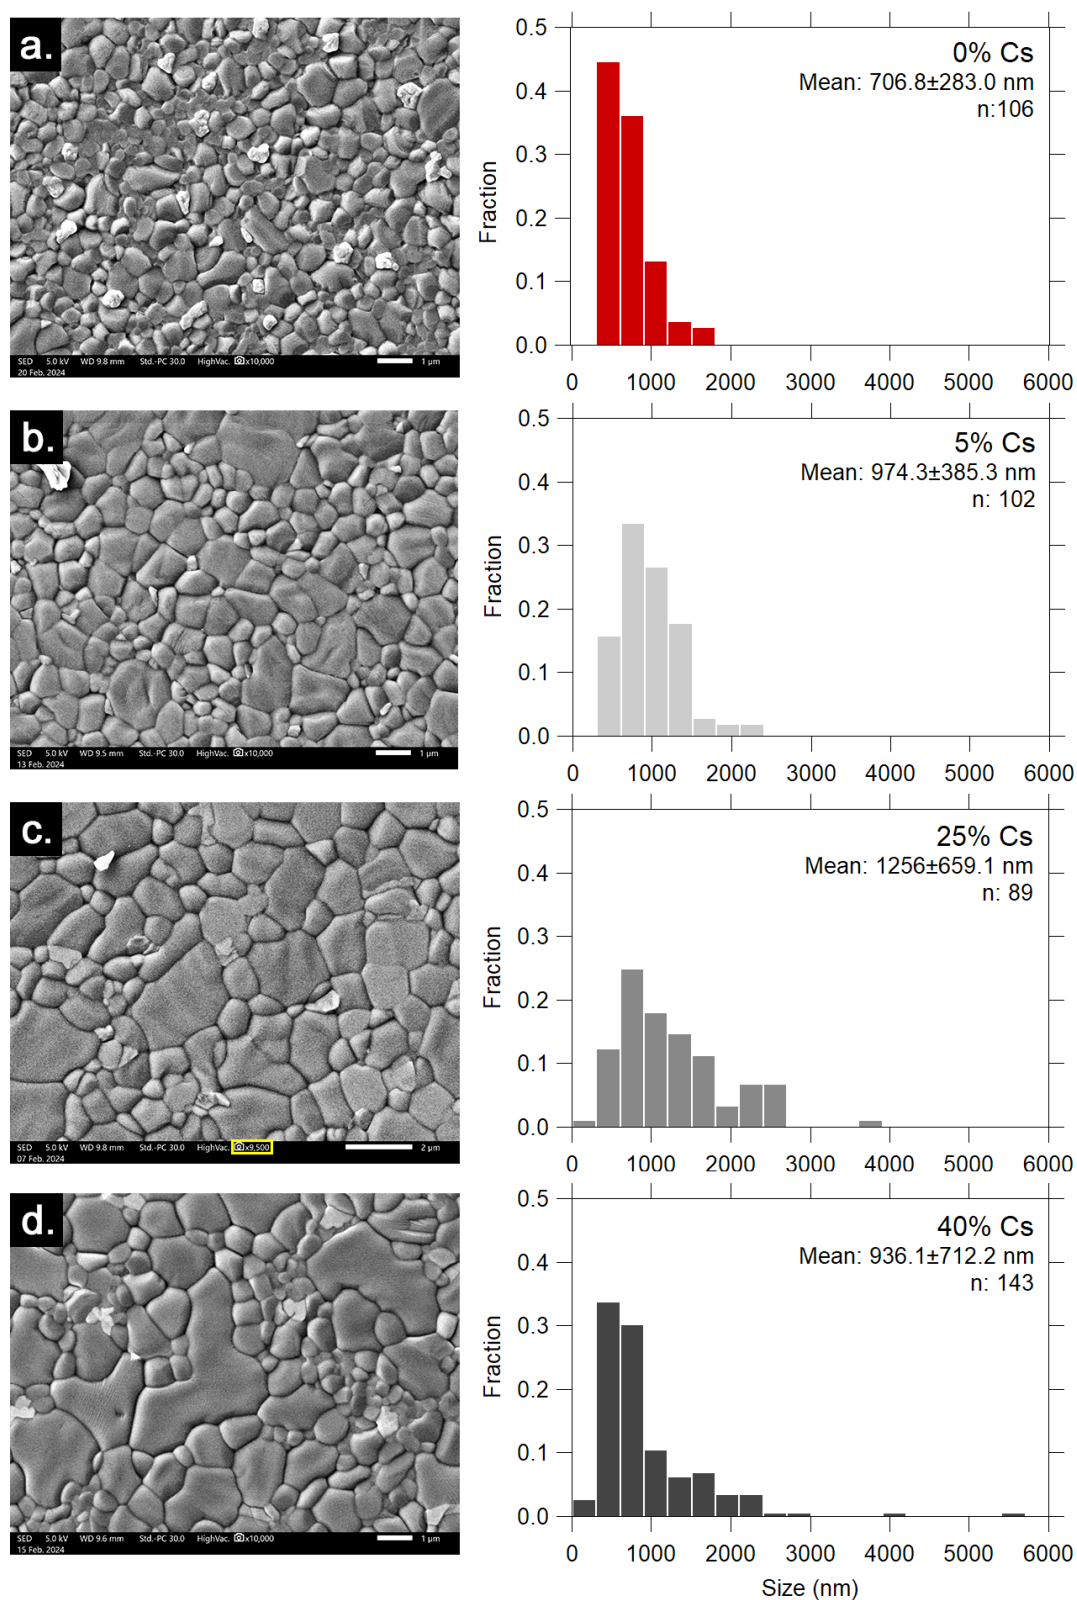 a.
SED 5.0 kV WD 9.8 mm Std.-PC 30.0 HighVac. x10,000 1 µm
20 Feb. 2024
0.5
0.4
0.3
0.2
0.1
0.0
Fraction
0% Cs
Mean: 706.8±283.0 nm
n:106
0 1000 2000 3000 4000 5000 6000
b.
SED 5.0 kV WD 9.5 mm Std.-PC 30.0 HighVac. x10,000 1 µm
13 Feb. 2024
0.5
0.4
0.3
0.2
0.1
0.0
Fraction
5% Cs
Mean: 974.3±385.3 nm
n: 102
0 1000 2000 3000 4000 5000 6000
c.
SED 5.0 kV WD 9.8 mm Std.-PC 30.0 HighVac. x9,500 2 µm
07 Feb. 2024
0.5
0.4
0.3
0.2
0.1
0.0
Fraction
25% Cs
Mean: 1256±659.1 nm
n: 89
0 1000 2000 3000 4000 5000 6000
d.
SED 5.0 kV WD 9.6 mm Std.-PC 30.0 HighVac. x10,000 1 µm
15 Feb. 2024
0.5
0.4
0.3
0.2
0.1
0.0
Fraction
40% Cs
Mean: 936.1±712.2 nm
n: 143
0 1000 2000 3000 4000 5000 6000
Size (nm)